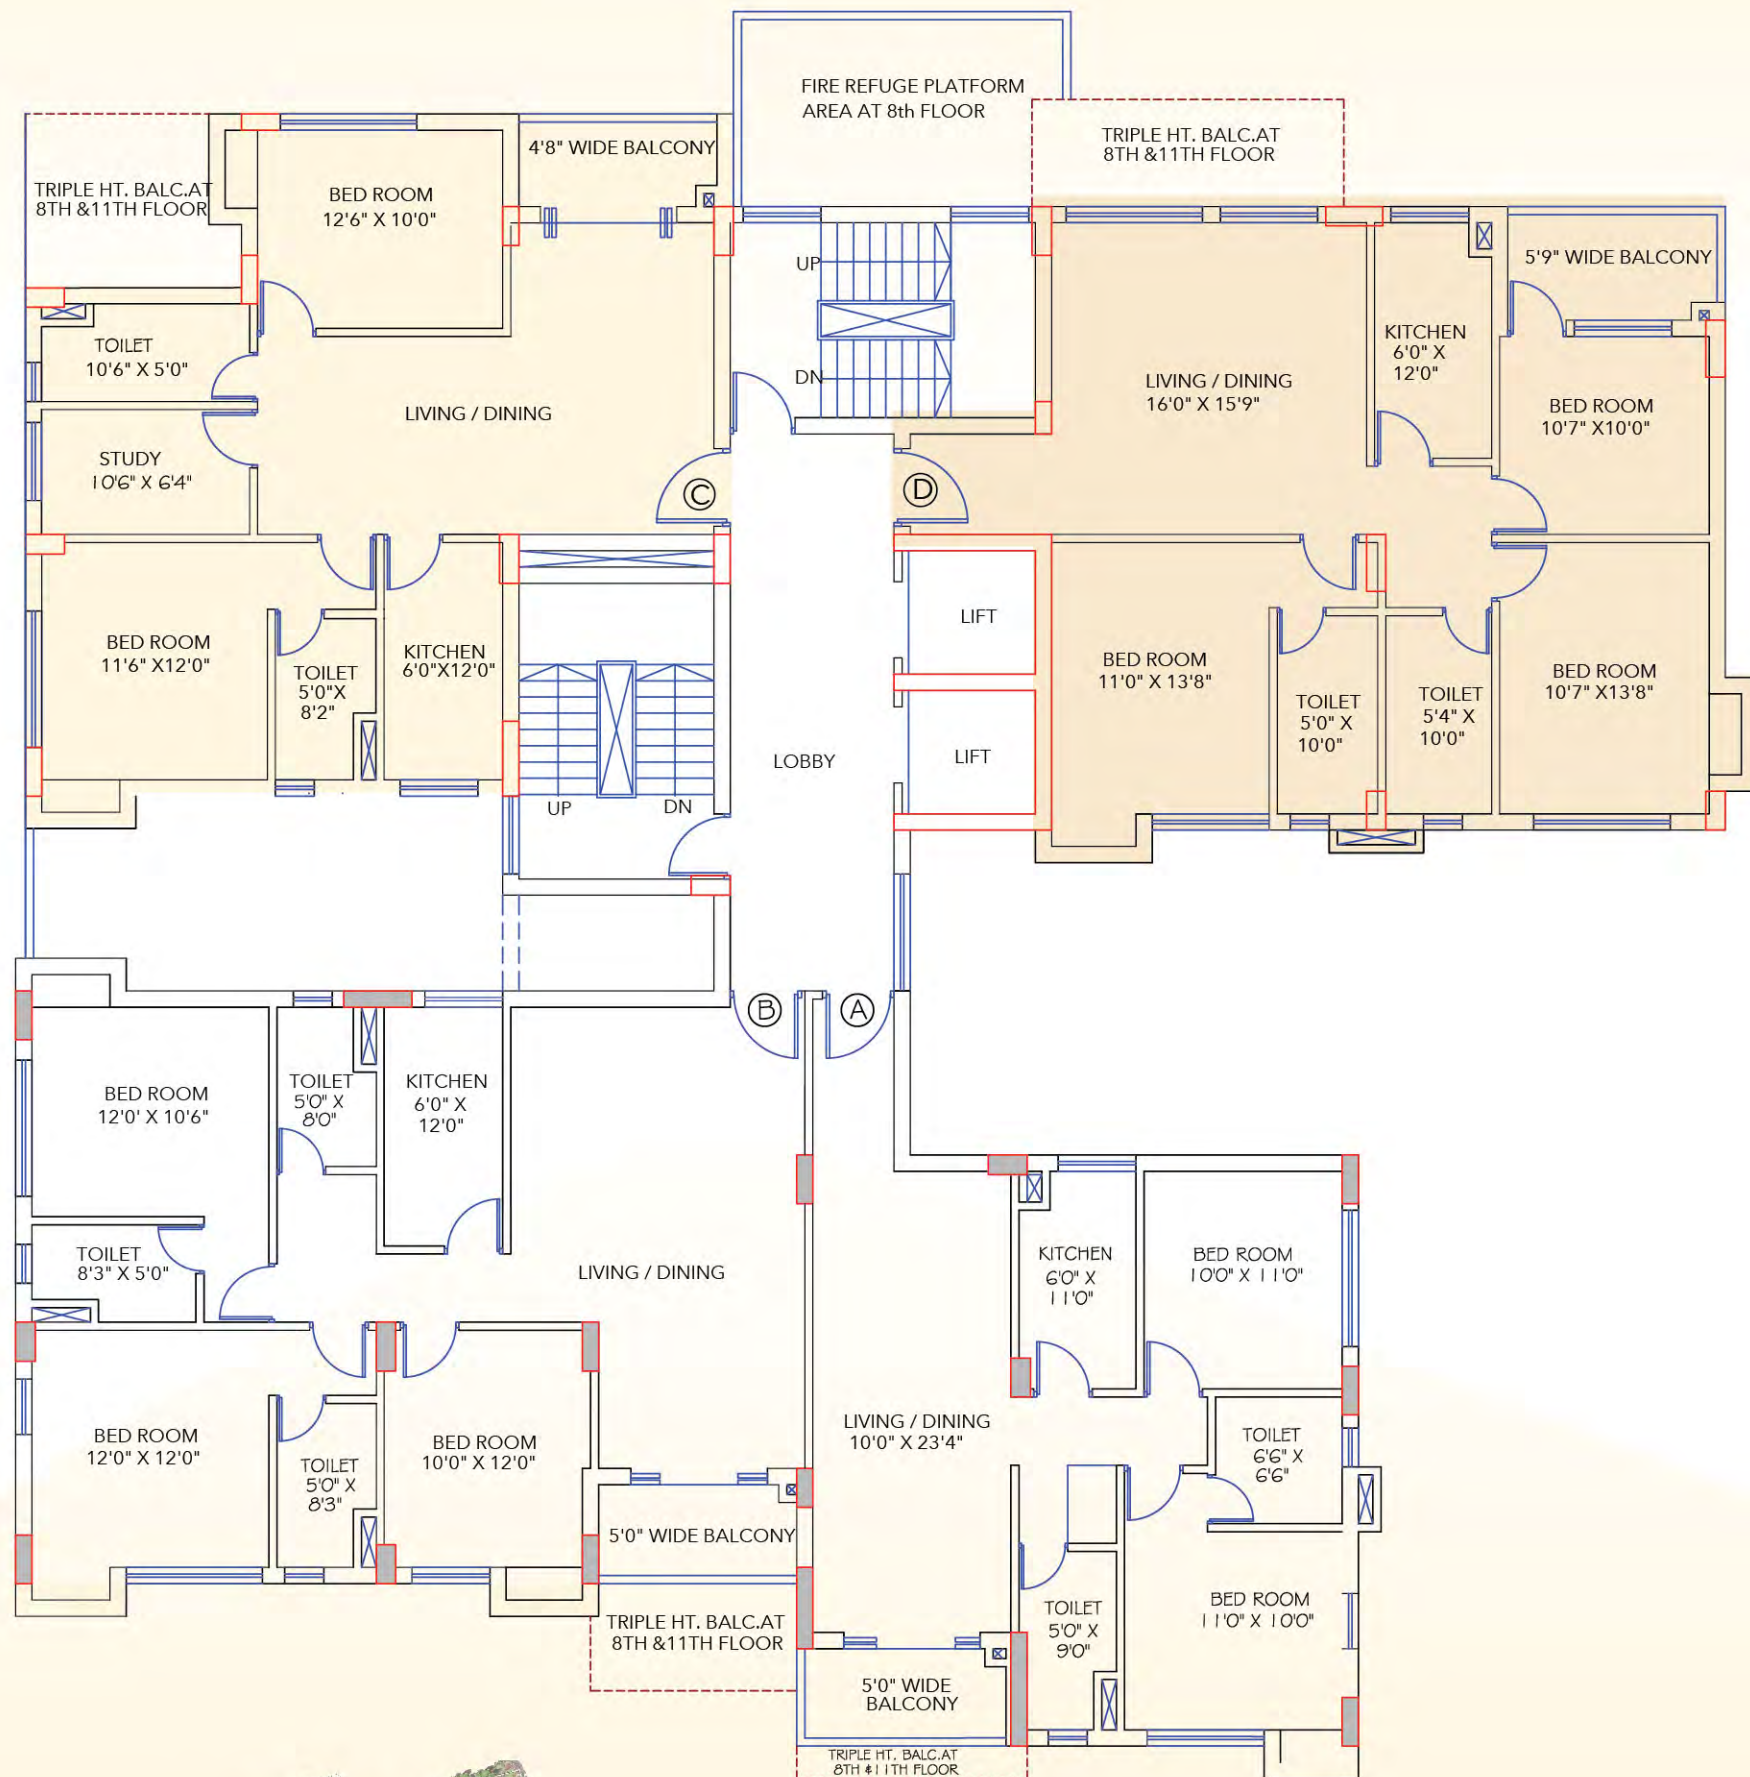 FIRE REFUGE PLATFORM
AREA AT 8th FLOOR
TRIPLE HT. BALC.AT
8TH &11TH FLOOR
TRIPLE HT. BALC.AT
8TH &11TH FLOOR
BED ROOM
12'6" X 10'0"
4'8" WIDE BALCONY
TOILET
10'6" X 5'0"
STUDY
10'6" X 6'4"
LIVING / DINING
C
UP
DN
D
LIVING / DINING
16'0" X 15'9"
KITCHEN
6'0" X
12'0"
5'9" WIDE BALCONY
BED ROOM
10'7" X10'0"
BED ROOM
11'6" X12'0"
TOILET
5'0"X
8'2"
KITCHEN
6'0"X12'0"
UP
DN
LOBBY
LIFT
LIFT
BED ROOM
11'0" X 13'8"
TOILET
5'0" X
10'0"
TOILET
5'4" X
10'0"
BED ROOM
10'7" X13'8"
B
A
BED ROOM
12'0' X 10'6"
TOILET
5'0" X
8'0"
KITCHEN
6'0" X
12'0"
TOILET
8'3" X 5'0"
LIVING / DINING
BED ROOM
12'0" X 12'0"
TOILET
5'0" X
8'3"
BED ROOM
10'0" X 12'0"
5'0" WIDE BALCONY
TRIPLE HT. BALC.AT
8TH &11TH FLOOR
LIVING / DINING
10'0" X 23'4"
KITCHEN
6'0" X
11'0"
BED ROOM
10'0" X 11'0"
TOILET
6'6" X
6'6"
BED ROOM
11'0" X 10'0"
TOILET
5'0" X
9'0"
5'0" WIDE
BALCONY
TRIPLE HT. BALC.AT
8TH &11TH FLOOR